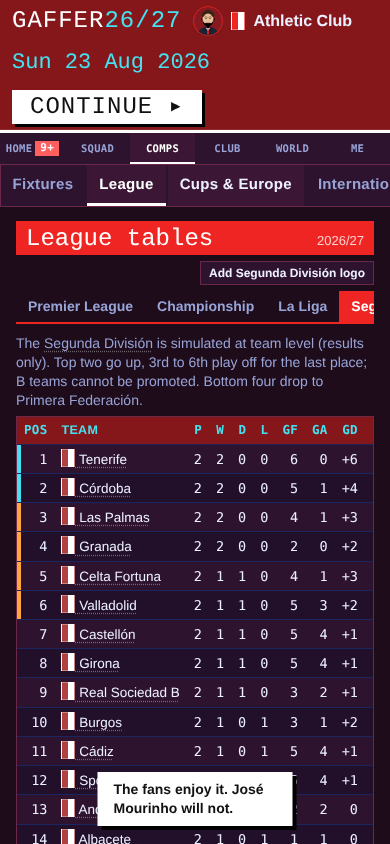 GAFFER26/27 Athletic Club
Sun 23 Aug 2026
CONTINUE ►
HOME 9+ SQUAD COMPS CLUB WORLD ME
Fixtures League Cups & Europe Internatio
League tables 2026/27
Add Segunda División logo
Premier League Championship La Liga Seg
The Segunda División is simulated at team level (results
only). Top two go up, 3rd to 6th play off for the last place;
B teams cannot be promoted. Bottom four drop to
Primera Federación.
POS TEAM P W D L GF GA GD
1 Tenerife 2 2 0 0 6 0 +6
2 Córdoba 2 2 0 0 5 1 +4
3 Las Palmas 2 2 0 0 4 1 +3
4 Granada 2 2 0 0 2 0 +2
5 Celta Fortuna 2 1 1 0 4 1 +3
6 Valladolid 2 1 1 0 5 3 +2
7 Castellón 2 1 1 0 5 4 +1
8 Girona 2 1 1 0 5 4 +1
9 Real Sociedad B 2 1 1 0 3 2 +1
10 Burgos 2 1 0 1 3 1 +2
11 Cádiz 2 1 0 1 5 4 +1
12 Sp 4 +1
13 An 2 0
14 Albacete 2 1 0 1 1 1 0
The fans enjoy it. José
Mourinho will not.